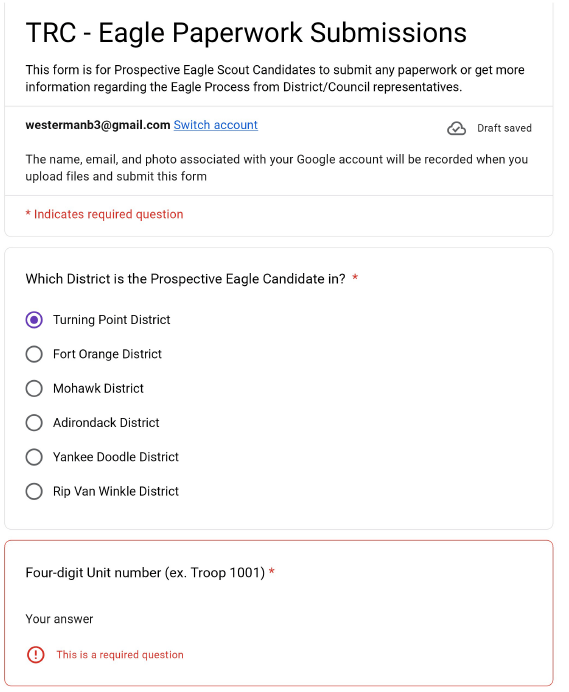 TRC - Eagle Paperwork Submissions
This form is for Prospective Eagle Scout Candidates to submit any paperwork or get more
information regarding the Eagle Process from District/Council representatives.
westermanb3@gmail.com Switch account
Draft saved
The name, email, and photo associated with your Google account will be recorded when you
upload files and submit this form
* Indicates required question
Which District is the Prospective Eagle Candidate in? *
Turning Point District
Fort Orange District
Mohawk District
Adirondack District
Yankee Doodle District
Rip Van Winkle District
Four-digit Unit number (ex. Troop 1001) *
Your answer
This is a required question